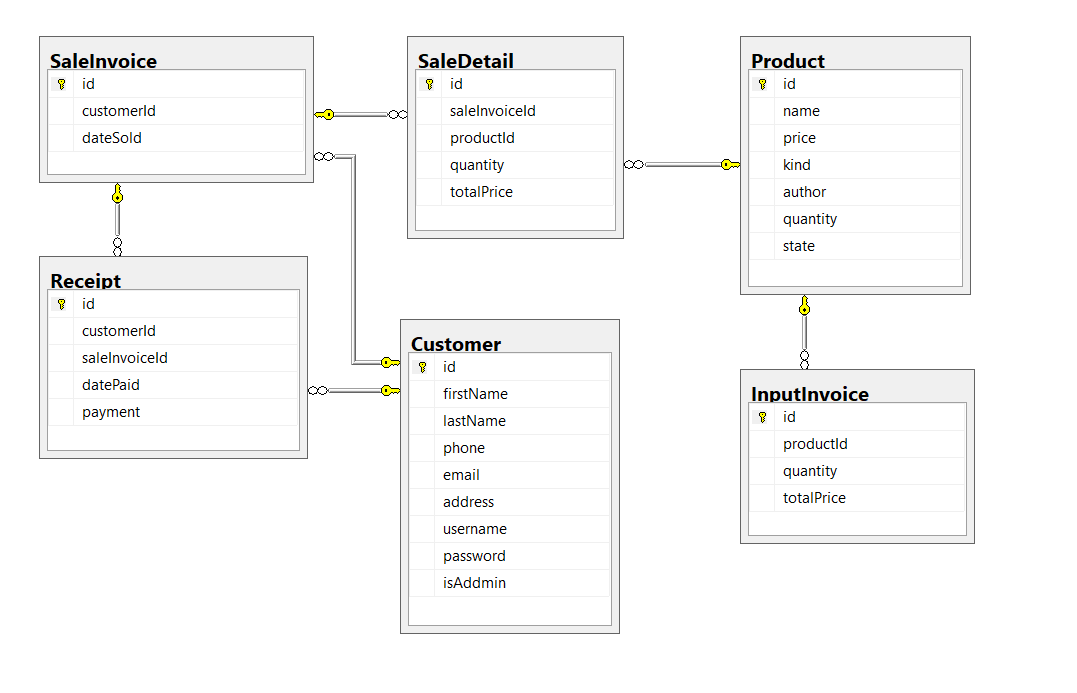 SaleInvoice
id
customerId
dateSold
SaleDetail
id
saleInvoiceId
productId
quantity
totalPrice
Product
id
name
price
kind
author
quantity
state
Receipt
id
customerId
saleInvoiceId
datePaid
payment
Customer
id
firstName
lastName
phone
email
address
username
password
isAddmin
InputInvoice
id
productId
quantity
totalPrice